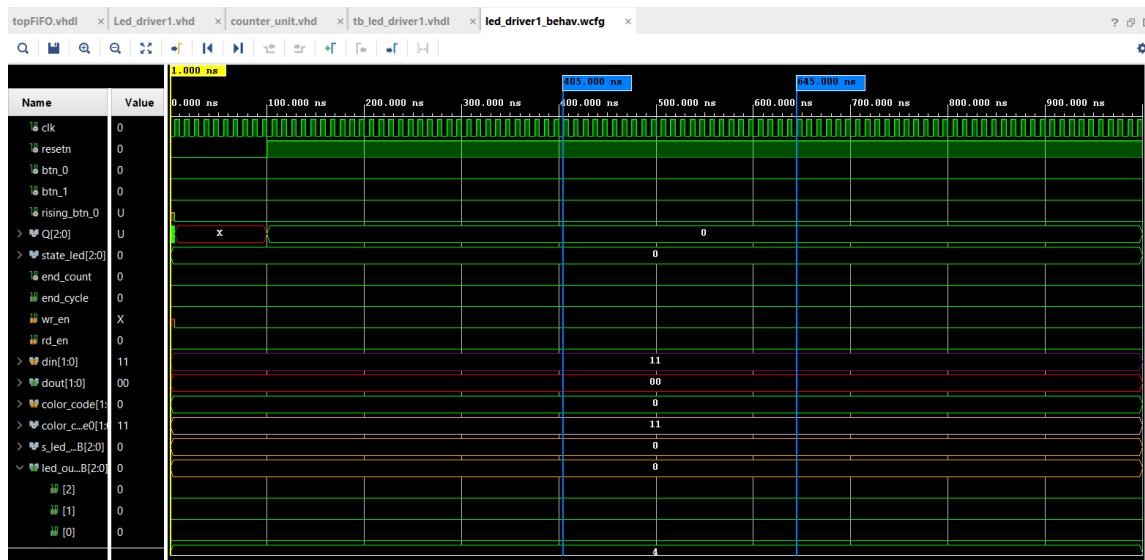 topFiFO.vhdl × Led_driver1.vhd × counter_unit.vhd × tb_led_driver1.vhdl × led_driver1_behav.wcfg × ?
1.000 ns
405.000 ns 645.000 ns
Name Value 0.000 ns 100.000 ns 200.000 ns 300.000 ns 400.000 ns 500.000 ns 600.000 ns 700.000 ns 800.000 ns 900.000 ns
clk 0
resetn 0
btn_0 0
btn_1 0
rising_btn_0 U
Q[2:0] U X 0
state_led[2:0] 0 0
end_count 0
end_cycle 0
wr_en X
rd_en 0
din[1:0] 11 11
dout[1:0] 00 00
color_code[1: 0 0
color_c...e0[1: 11 11
s_led_...B[2:0] 0 0
led_ou...B[2:0] 0 0
[2] 0
[1] 0
[0] 0
4